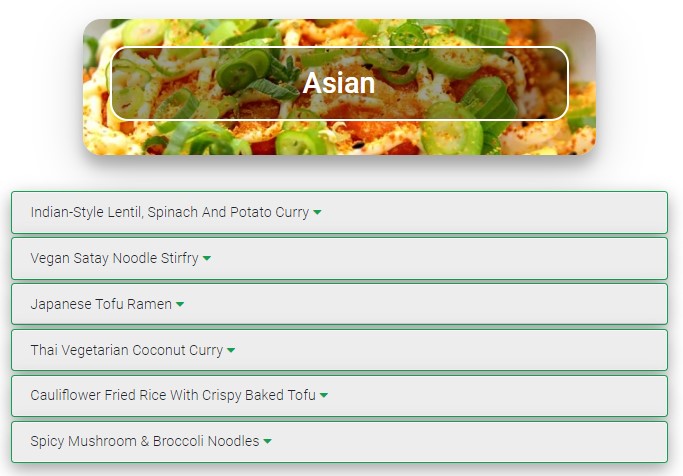 Asian
Indian-Style Lentil, Spinach And Potato Curry
Vegan Satay Noodle Stirfry
Japanese Tofu Ramen
Thai Vegetarian Coconut Curry
Cauliflower Fried Rice With Crispy Baked Tofu
Spicy Mushroom & Broccoli Noodles